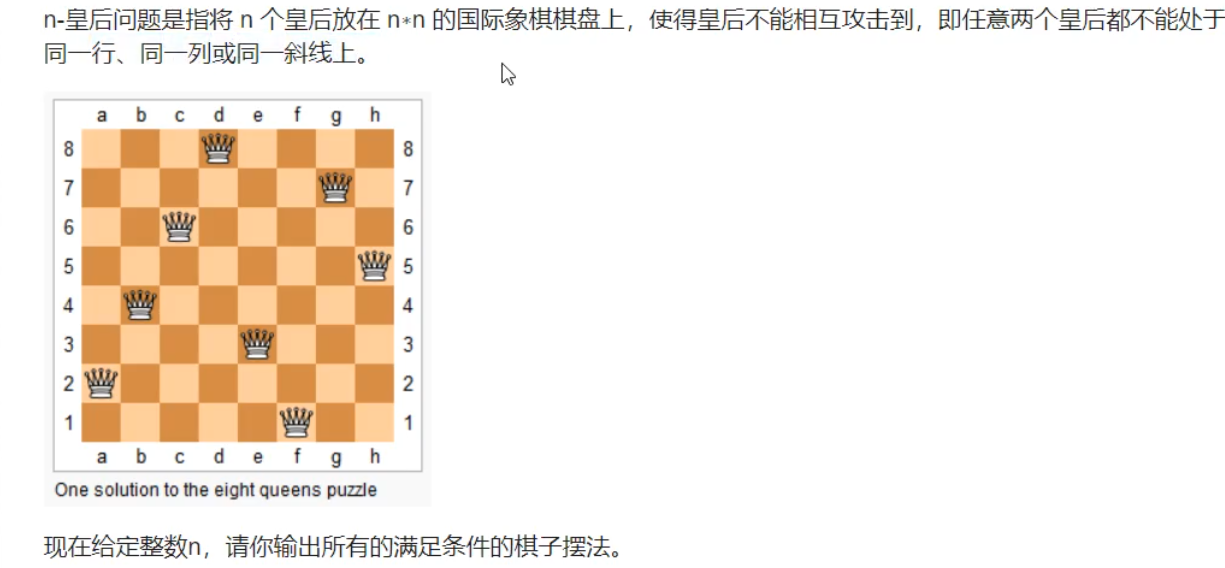 n-皇后问题是指将 n 个皇后放在 n*n 的国际象棋棋盘上，使得皇后不能相互攻击到，即任意两个皇后都不能处于
同一行、同一列或同一斜线上。
a b c d e f g h
8 8
7 7
6 6
5 5
4 4
3 3
2 2
1 1
a b c d e f g h
One solution to the eight queens puzzle
现在给定整数n，请你输出所有的满足条件的棋子摆法。